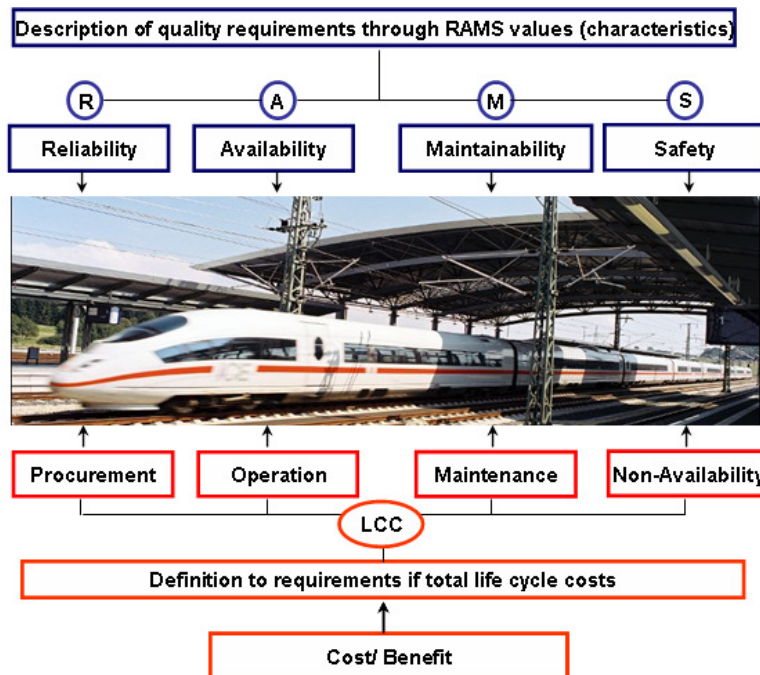 Description of quality requirements through RAMS values (characteristics)
R A M S
Reliability Availability Maintainability Safety
ICE
Procurement Operation Maintenance Non-Availability
LCC
Definition to requirements if total life cycle costs
Cost/ Benefit